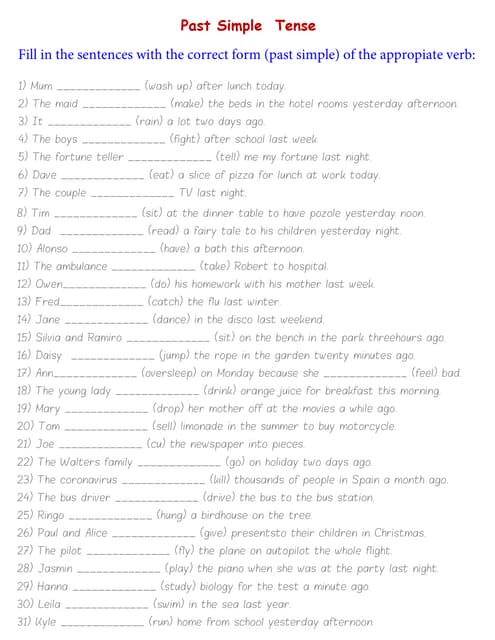 Past Simple Tense
Fill in the sentences with the correct form (past simple) of the appropiate verb:
1) Mum _____________ (wash up) after lunch today.
2) The maid _____________ (make) the beds in the hotel rooms yesterday afternoon.
3) It _____________ (rain) a lot two days ago.
4) The boys _____________ (fight) after school last week.
5) The fortune teller _____________ (tell) me my fortune last night.
6) Dave _____________ (eat) a slice of pizza for lunch at work today.
7) The couple _____________ TV last night.
8) Tim _____________ (sit) at the dinner table to have pozole yesterday noon.
9) Dad _____________ (read) a fairy tale to his children yesterday night.
10) Alonso _____________ (have) a bath this afternoon.
11) The ambulance _____________ (take) Robert to hospital.
12) Owen_____________ (do) his homework with his mother last week.
13) Fred_____________ (catch) the flu last winter.
14) Jane _____________ (dance) in the disco last weekend,
15) Silvia and Ramiro _____________ (sit) on the bench in the park threehours ago.
16) Daisy _____________ (jump) the rope in the garden twenty minutes ago.
17) Ann_____________ (oversleep) on Monday because she _____________ (feel) bad.
18) The young lady _____________ (drink) orange juice for breakfast this morning.
19) Mary _____________ (drop) her mother off at the movies a while ago.
20) Tom _____________ (sell) limonade in the summer to buy motorcycle.
21) Joe _____________ (cu) the newspaper into pieces.
22) The Walters family _____________ (go) on holiday two days ago.
23) The coronavirus _____________ (kill) thousands of people in Spain a month ago.
24) The bus driver _____________ (drive) the bus to the bus station.
25) Ringo _____________ (hung) a birdhouse on the tree.
26) Paul and Alice _____________ (give) presentsto their children in Christmas.
27) The pilot _____________ (fly) the plane on autopilot the whole flight.
28) Jasmin _____________ (play) the piano when she was at the party last night.
29) Hanna _____________ (study) biology for the test a minute ago.
30) Leila _____________ (swim) in the sea last year.
31) Kyle _____________ (run) home from school yesterday afternoon.